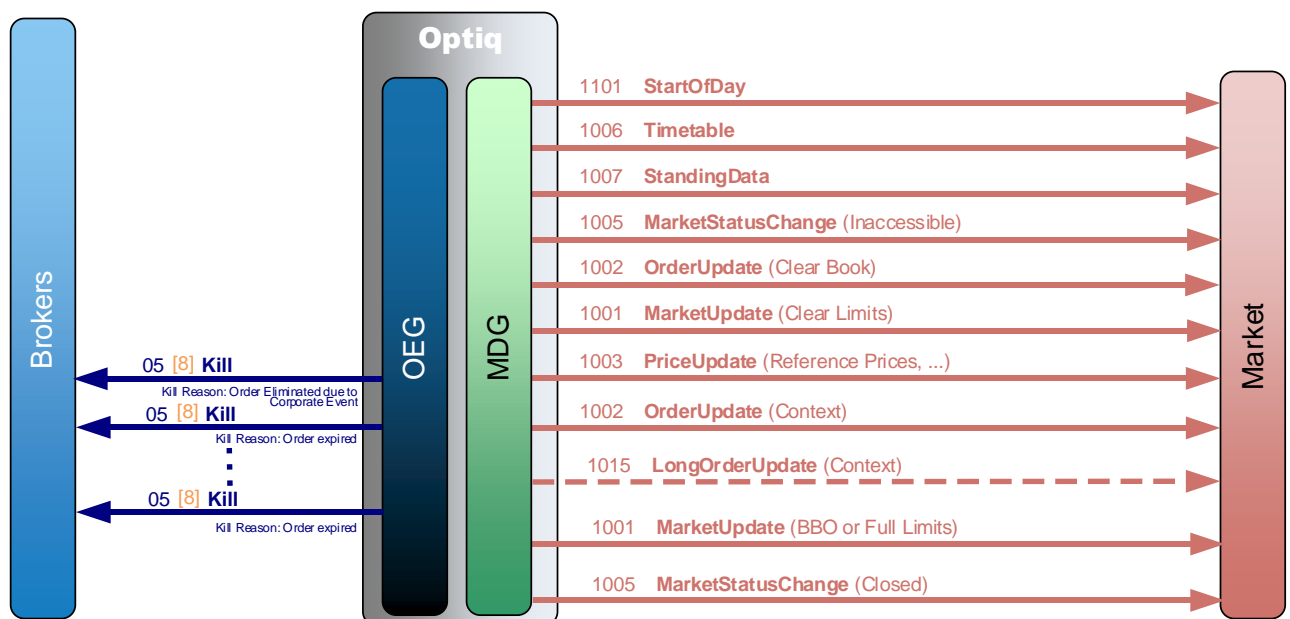 Optiq
Brokers
OEG
MDG
Market
1101 StartOfDay
1006 Timetable
1007 StandingData
1005 MarketStatusChange (Inaccessible)
1002 OrderUpdate (Clear Book)
1001 MarketUpdate (Clear Limits)
1003 PriceUpdate (Reference Prices, ...)
1002 OrderUpdate (Context)
1015 LongOrderUpdate (Context)
1001 MarketUpdate (BBO or Full Limits)
1005 MarketStatusChange (Closed)
05 [8] Kill
Kill Reason: Order Eliminated due to
Corporate Event
05 [8] Kill
Kill Reason: Order expired
05 [8] Kill
Kill Reason: Order expired